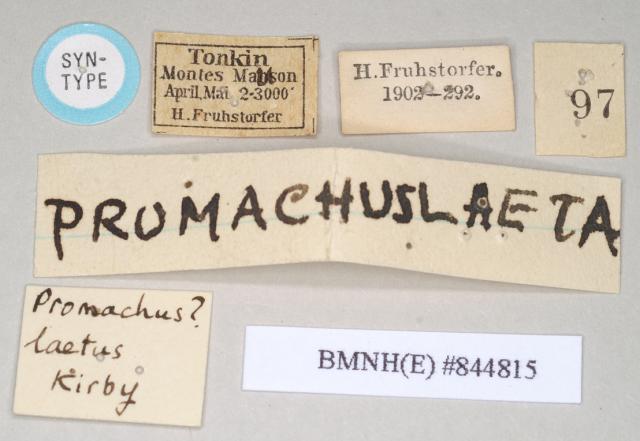 SYN-
TYPE
Tonkin
Montes Mauson
April, Mai 2-3000'
H. Fruhstorfer
H. Fruhstorfer.
1902—292.
97
PROMACHUSLAETA
Promachus?
laetus
Kirby
BMNH(E) #844815